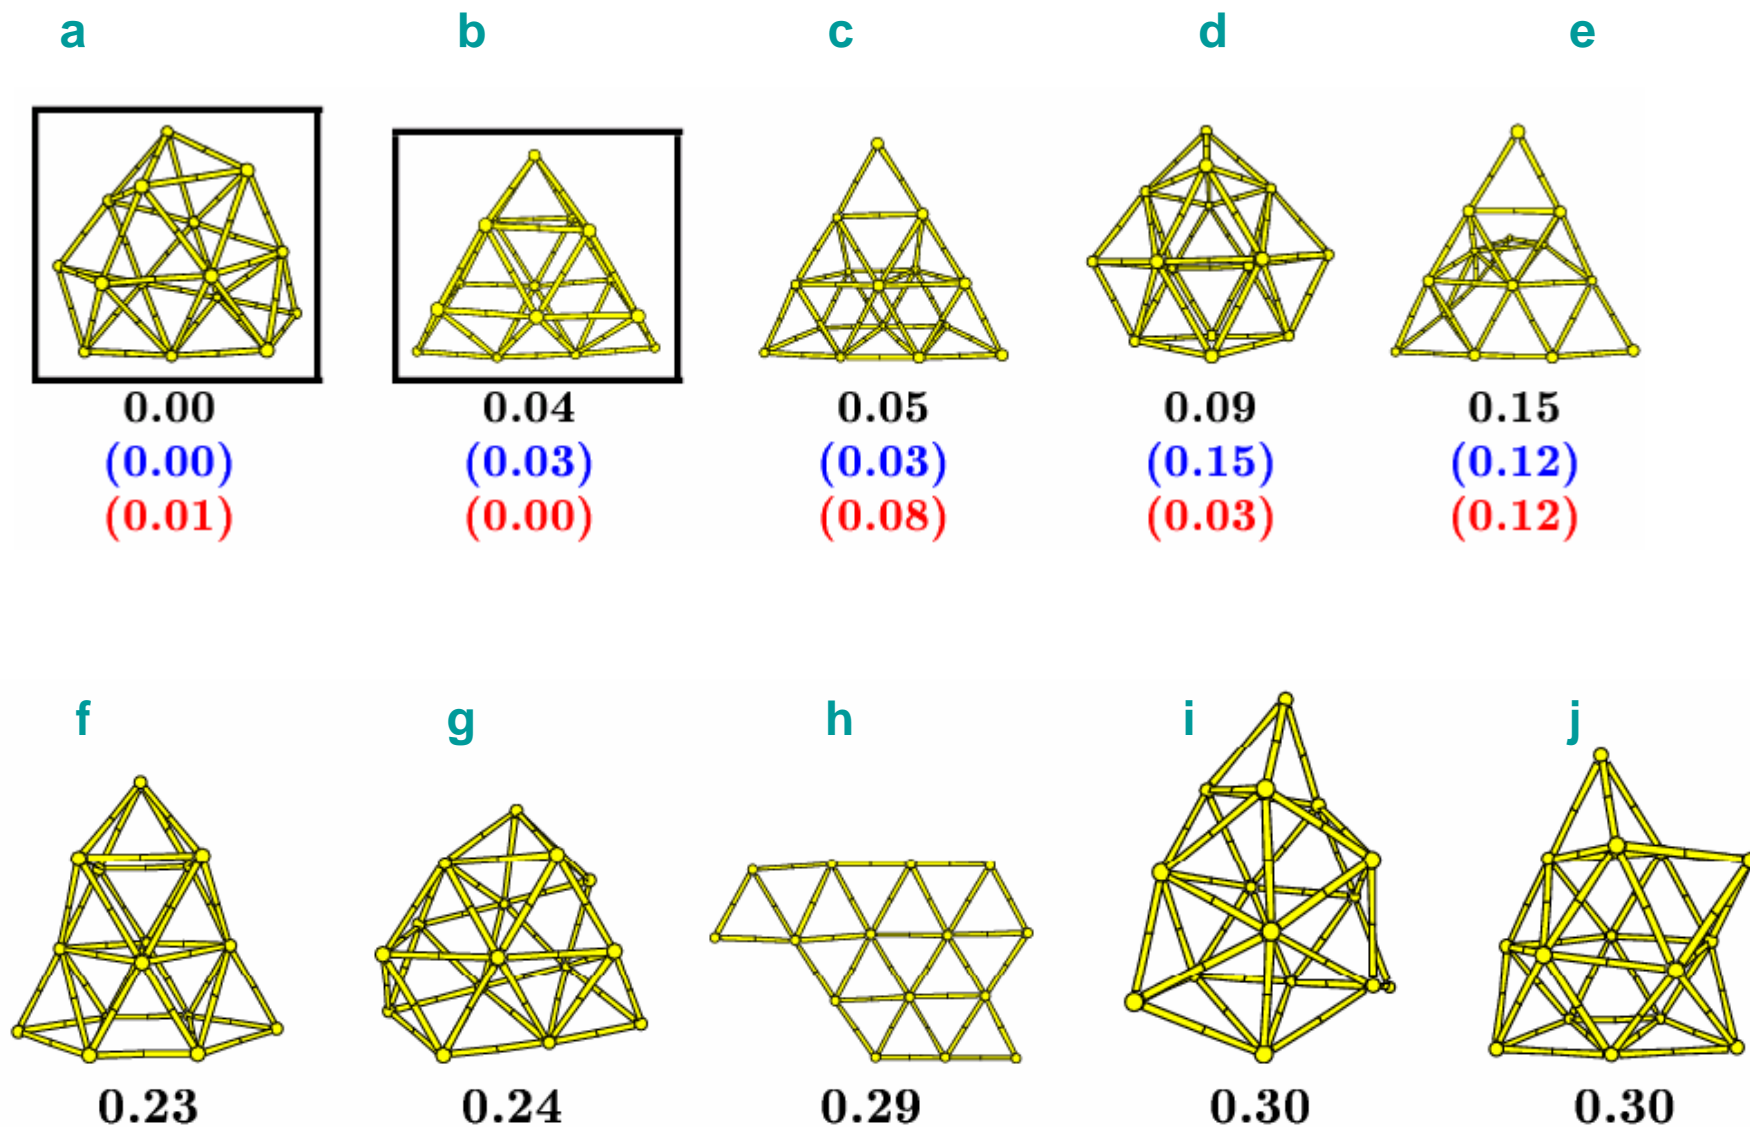 a b c d e
0.00 0.04 0.05 0.09 0.15
(0.00) (0.03) (0.03) (0.15) (0.12)
(0.01) (0.00) (0.08) (0.03) (0.12)
f g h i j
0.23 0.24 0.29 0.30 0.30